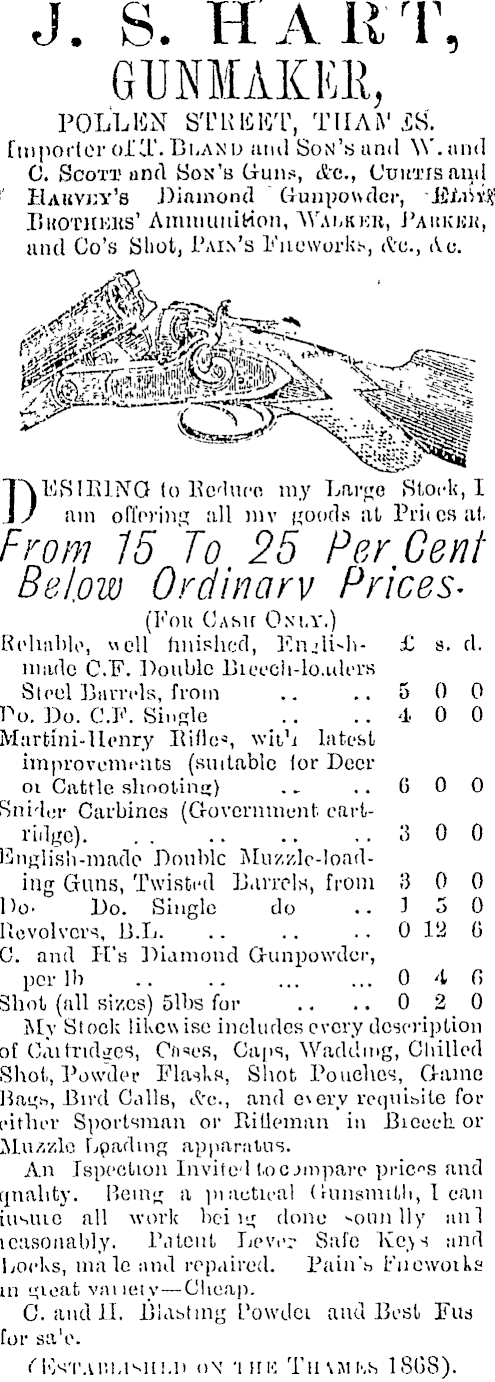 J. S. HART,
GUNMAKER,
POLLEN STREET, THAMES.
Importer of T. BLAND and SON'S and W. and
C. SCOTT and SON'S Guns, &c., CURTIS and
HARVEY'S Diamond Gunpowder, ELEY
BROTHERS' Ammunition, WALKER, PARKER,
and Co's Shot, PAIN'S Fireworks, &c., &c.
DESIRING to Reduce my Large Stock, I
am offering all my goods at Prices at
From 15 To 25 Per Cent
Below Ordinary Prices.
(FOR CASH ONLY.)
Reliable, well finished, English- £ s. d.
made C.F. Double Breech-loaders
Steel Barrels, from .. .. 5 0 0
Do. Do. C.F. Single .. .. 4 0 0
Martini-Henry Rifles, with latest
improvements (suitable for Deer
or Cattle shooting) .. .. 6 0 0
Snider Carbines (Government cart-
ridge). .. .. .. .. 3 0 0
English-made Double Muzzle-load-
ing Guns, Twisted Barrels, from 3 0 0
Do. Do. Single do .. 1 5 0
Revolvers, B.L. .. .. .. 0 12 6
C. and H's Diamond Gunpowder,
per lb .. .. ... ... 0 4 6
Shot (all sizes) 5lbs for .. .. 0 2 0
My Stock likewise includes every description
of Cartridges, Cases, Caps, Wadding, Chilled
Shot, Powder Flasks, Shot Pouches, Game
Bags, Bird Calls, &c., and every requisite for
either Sportsman or Rifleman in Breech or
Muzzle Loading apparatus.
An Ispection Invited to compare prices and
quality. Being a practical Gunsmith, I can
insure all work being done soundly and
reasonably. Patent Lever Safe Keys and
Locks, made and repaired. Pain's Fireworks
in great variety—Cheap.
C. and H. Blasting Powder and Best Fus
for sale.
(ESTABLISHED ON THE THAMES 1868).